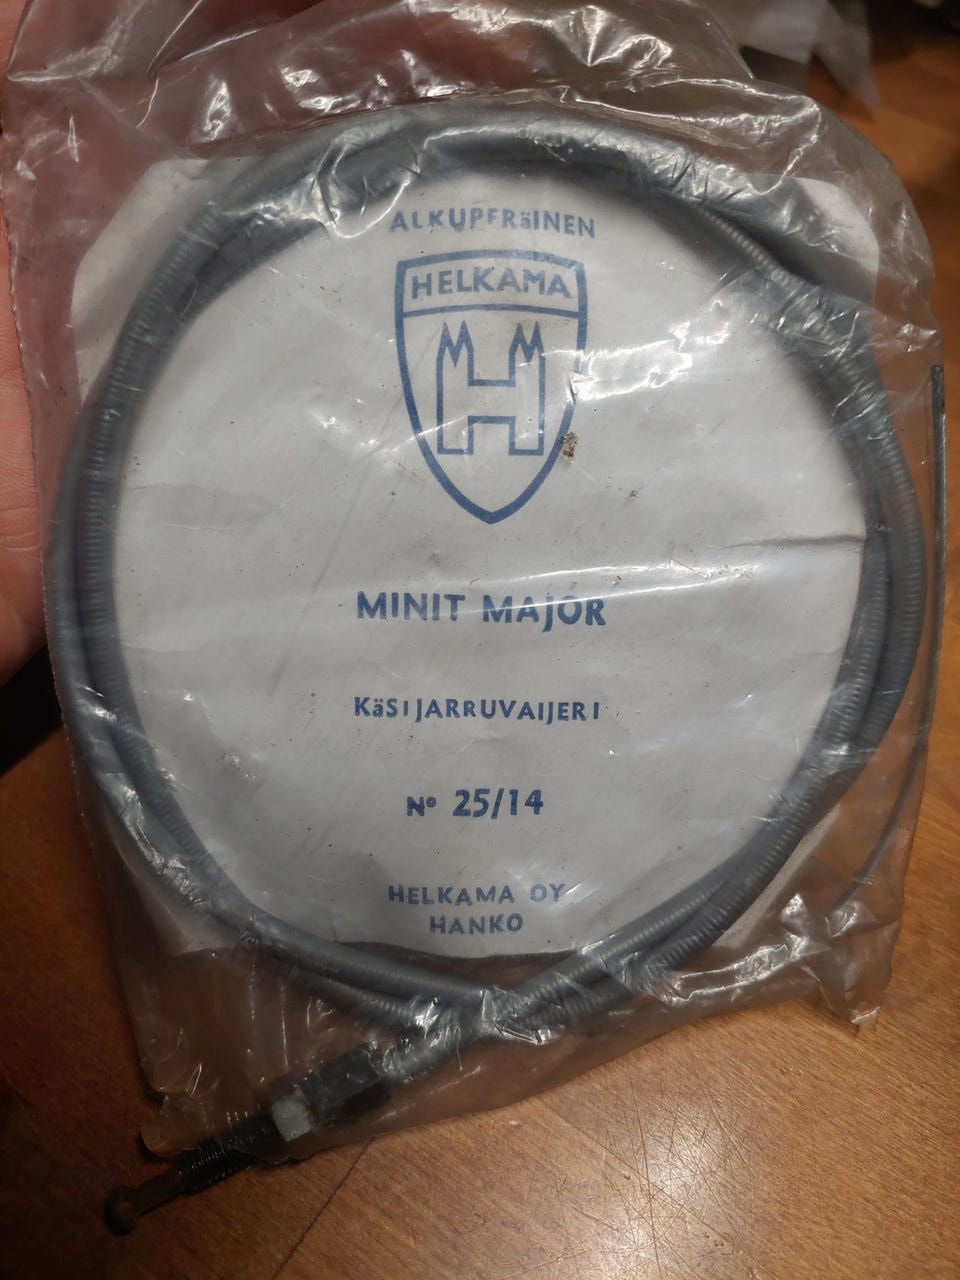 ALKUPERäINEN
HELKAMA
H
MINIT MAJOR
KäSIJARRUVAIJERI
Nº 25/14
HELKAMA OY
HANKO